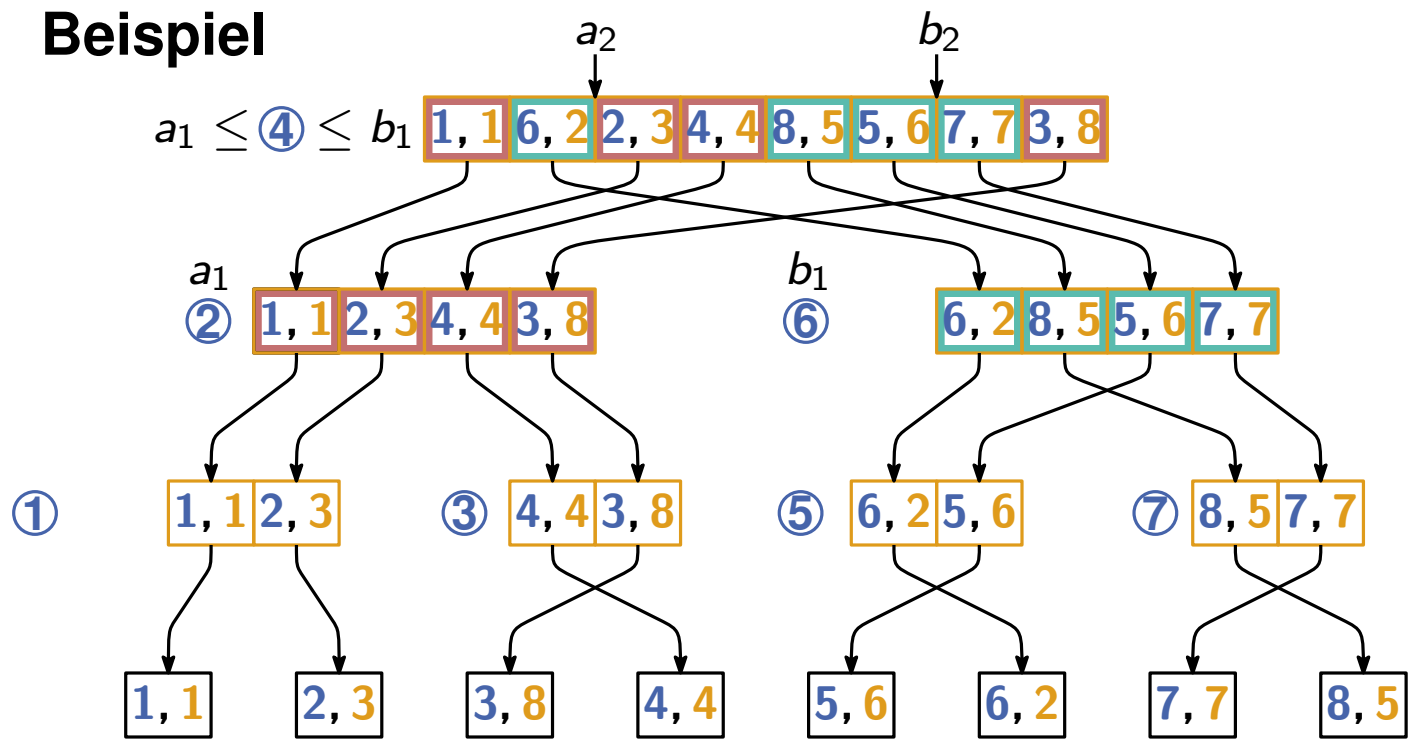 Beispiel
a₂ b₂
a₁ ≤ ④ ≤ b₁ 1, 1 6, 2 2, 3 4, 4 8, 5 5, 6 7, 7 3, 8
a₁ b₁
② 1, 1 2, 3 4, 4 3, 8 ⑥ 6, 2 8, 5 5, 6 7, 7
① 1, 1 2, 3 ③ 4, 4 3, 8 ⑤ 6, 2 5, 6 ⑦ 8, 5 7, 7
1, 1 2, 3 3, 8 4, 4 5, 6 6, 2 7, 7 8, 5